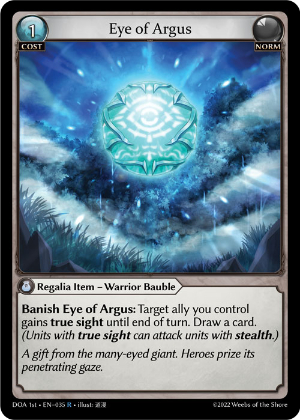 1
Eye of Argus
COST
NORM
Regalia Item – Warrior Bauble
Banish Eye of Argus: Target ally you control
gains true sight until end of turn. Draw a card.
(Units with true sight can attack units with stealth.)
A gift from the many-eyed giant. Heroes prize its
penetrating gaze.
DOA 1st • EN-035 R • illust: 道漫
©2022 Weebs of the Shore